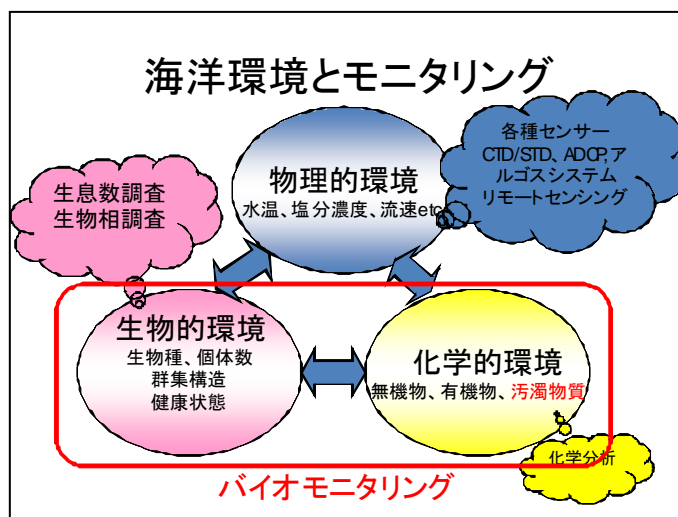 海洋環境とモニタリング
各種センサー
CTD/STD、ADCP,ア
ルゴスシステム
リモートセンシング
物理的環境
水温、塩分濃度、流速etc
生息数調査
生物相調査
生物的環境
生物種、個体数
群集構造
健康状態
化学的環境
無機物、有機物、汚濁物質
化学分析
バイオモニタリング